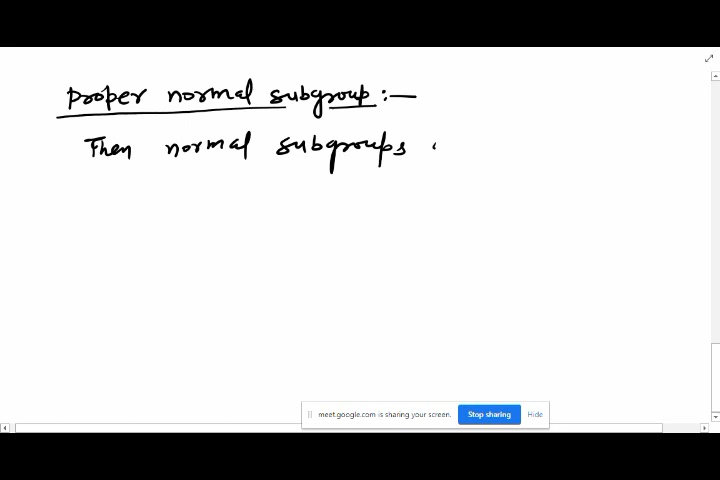 Proper normal subgroup :—
Then normal subgroups
meet.google.com is sharing your screen.
Stop sharing
Hide